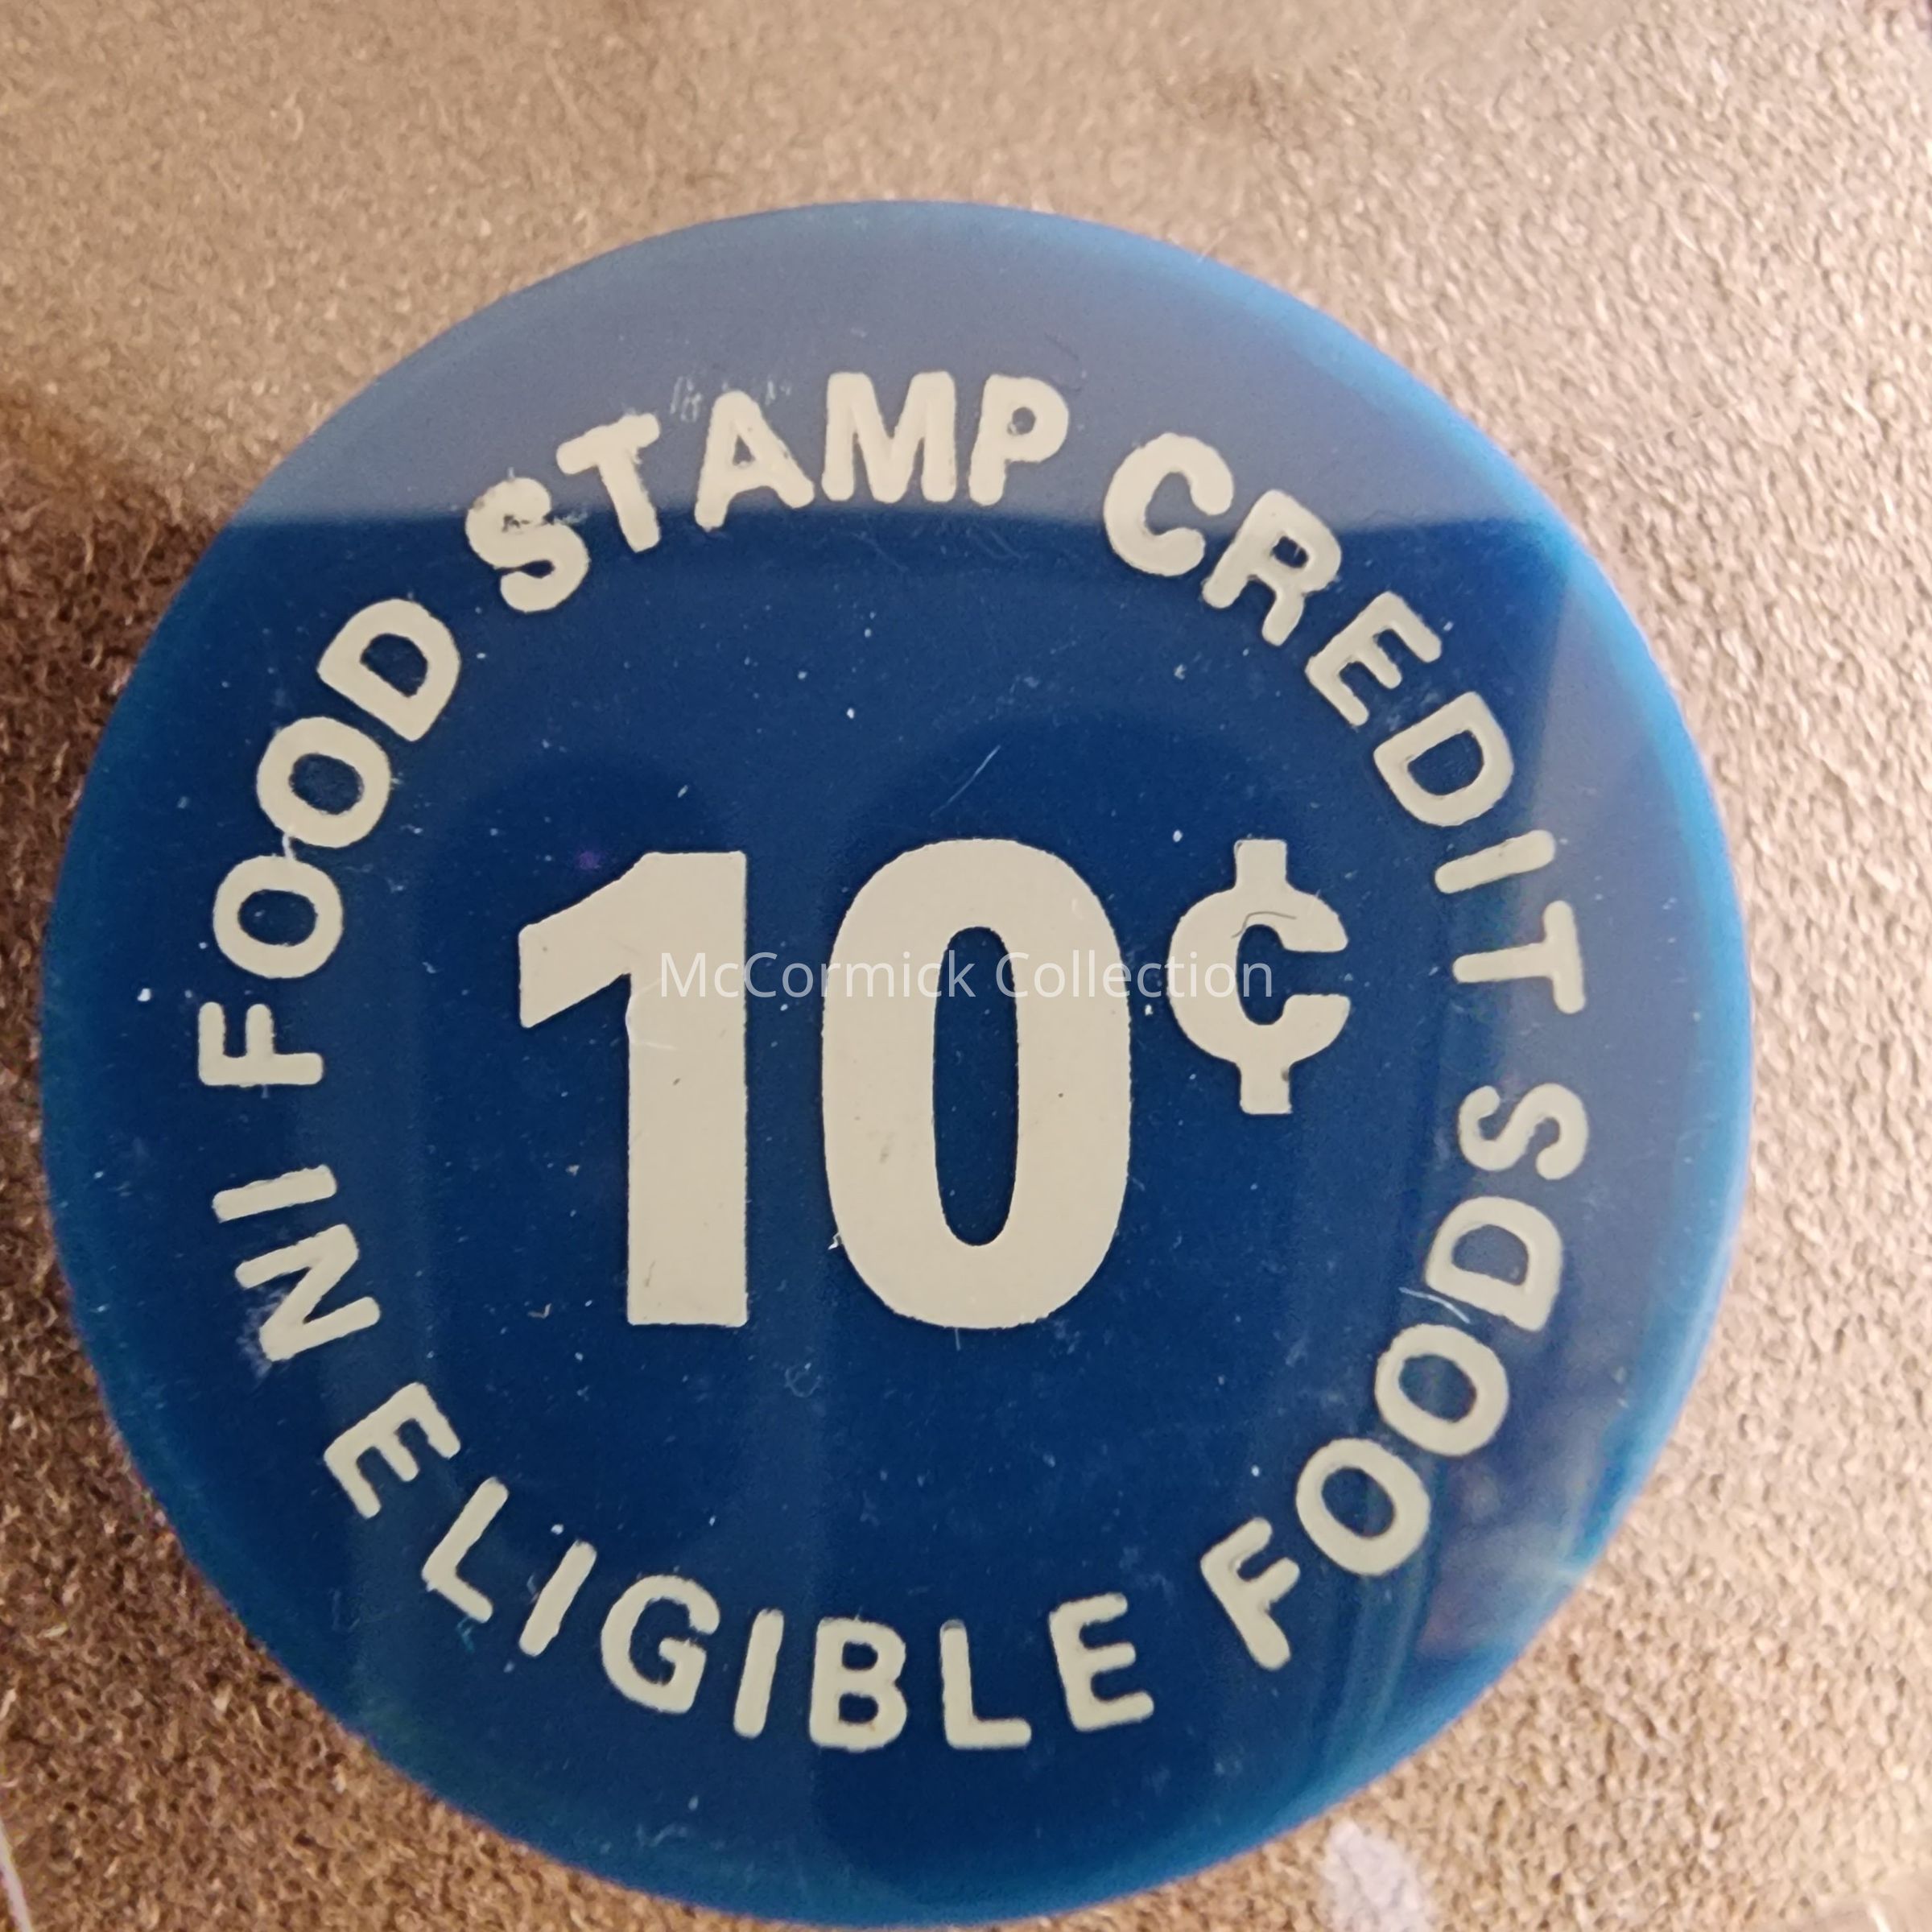 FOOD STAMP CREDIT
10¢
IN ELIGIBLE FOODS
McCormick Collection